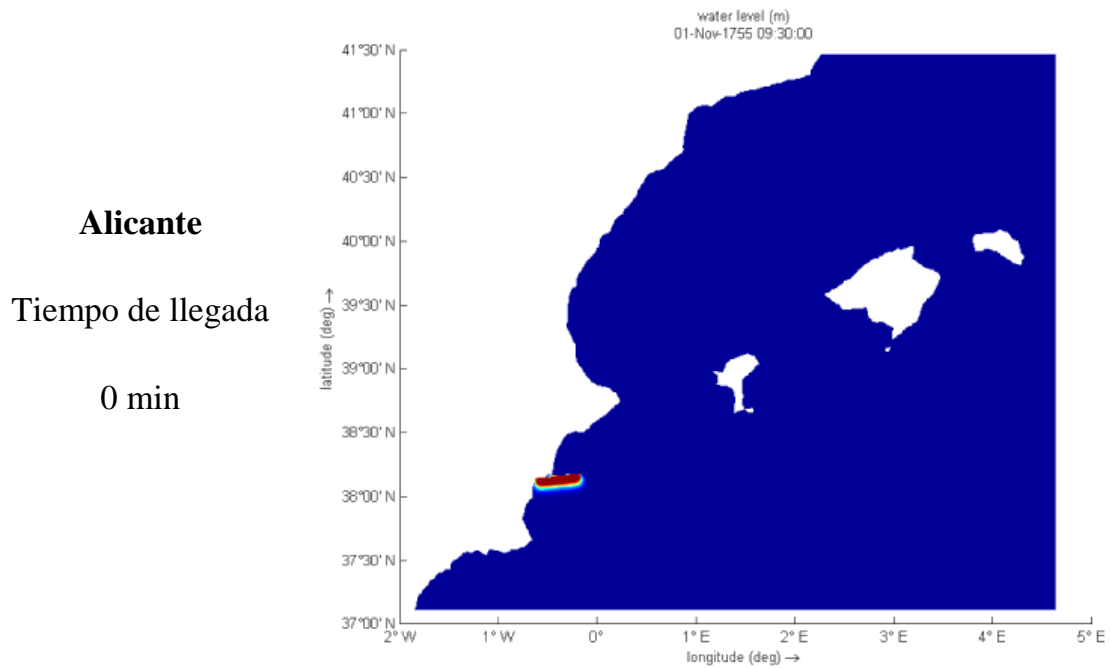 water level (m)
01-Nov-1755 09:30:00
Alicante
Tiempo de llegada
0 min
latitude (deg) →
41°30' N
41°00' N
40°30' N
40°00' N
39°30' N
39°00' N
38°30' N
38°00' N
37°30' N
37°00' N
2° W
1° W
0°
1° E
2° E
3° E
4° E
5° E
longitude (deg) →